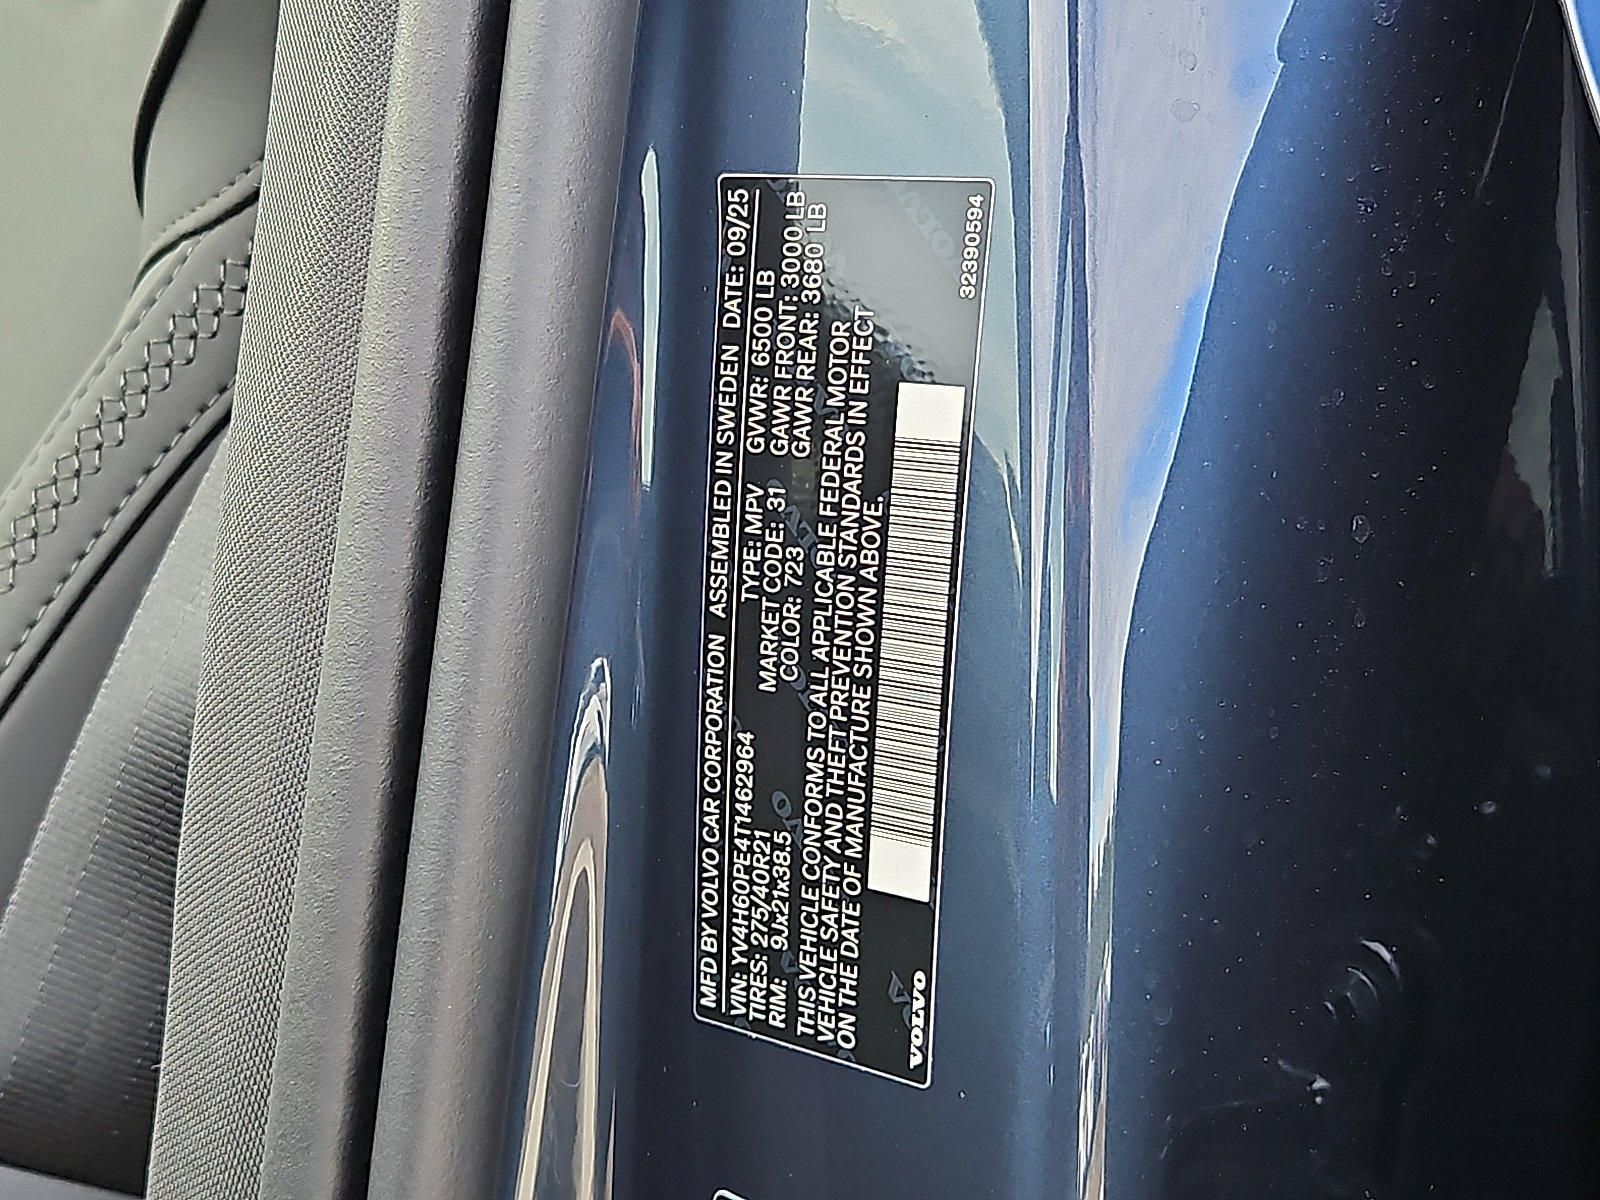 MFD BY VOLVO CAR CORPORATION ASSEMBLED IN SWEDEN DATE: 09/25
VIN: YV4H60PE4T1462964 TYPE: MPV GVWR: 6500 LB
TIRES: 275/40R21 MARKET CODE: 31 GAWR FRONT: 3000 LB
RIM: 9Jx21x38.5 COLOR: 723 GAWR REAR: 3680 LB
THIS VEHICLE CONFORMS TO ALL APPLICABLE FEDERAL MOTOR
VEHICLE SAFETY AND THEFT PREVENTION STANDARDS IN EFFECT
ON THE DATE OF MANUFACTURE SHOWN ABOVE.
VOLVO
32390594